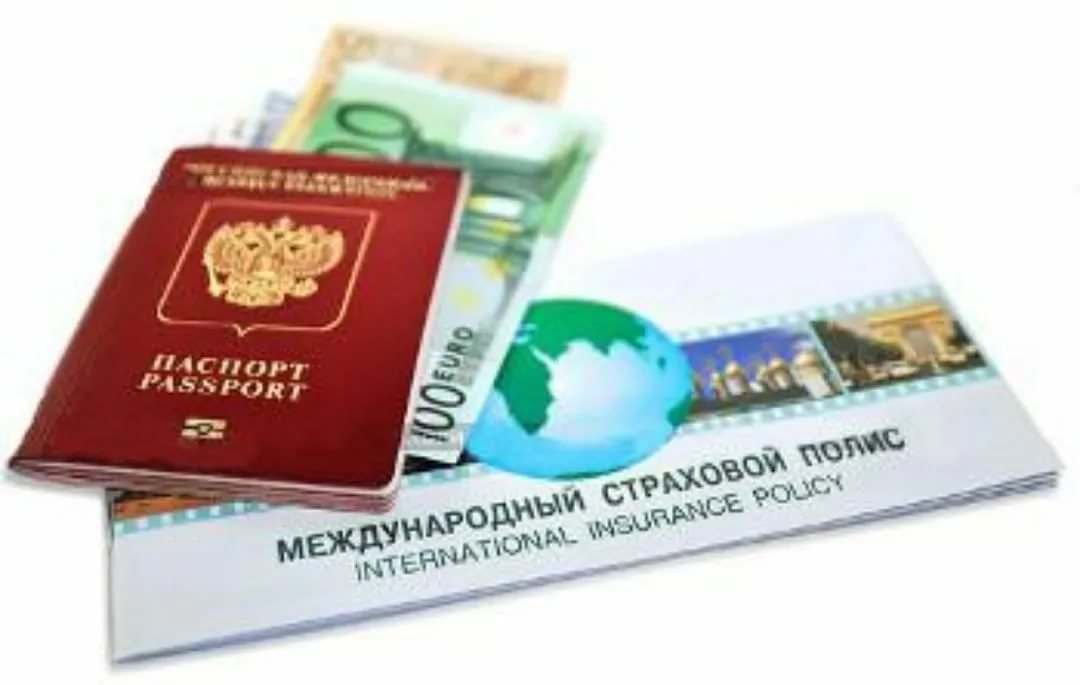 ПАСПОРТ
PASSPORT
100 EURO
МЕЖДУНАРОДНЫЙ СТРАХОВОЙ ПОЛИС
INTERNATIONAL INSURANCE POLICY